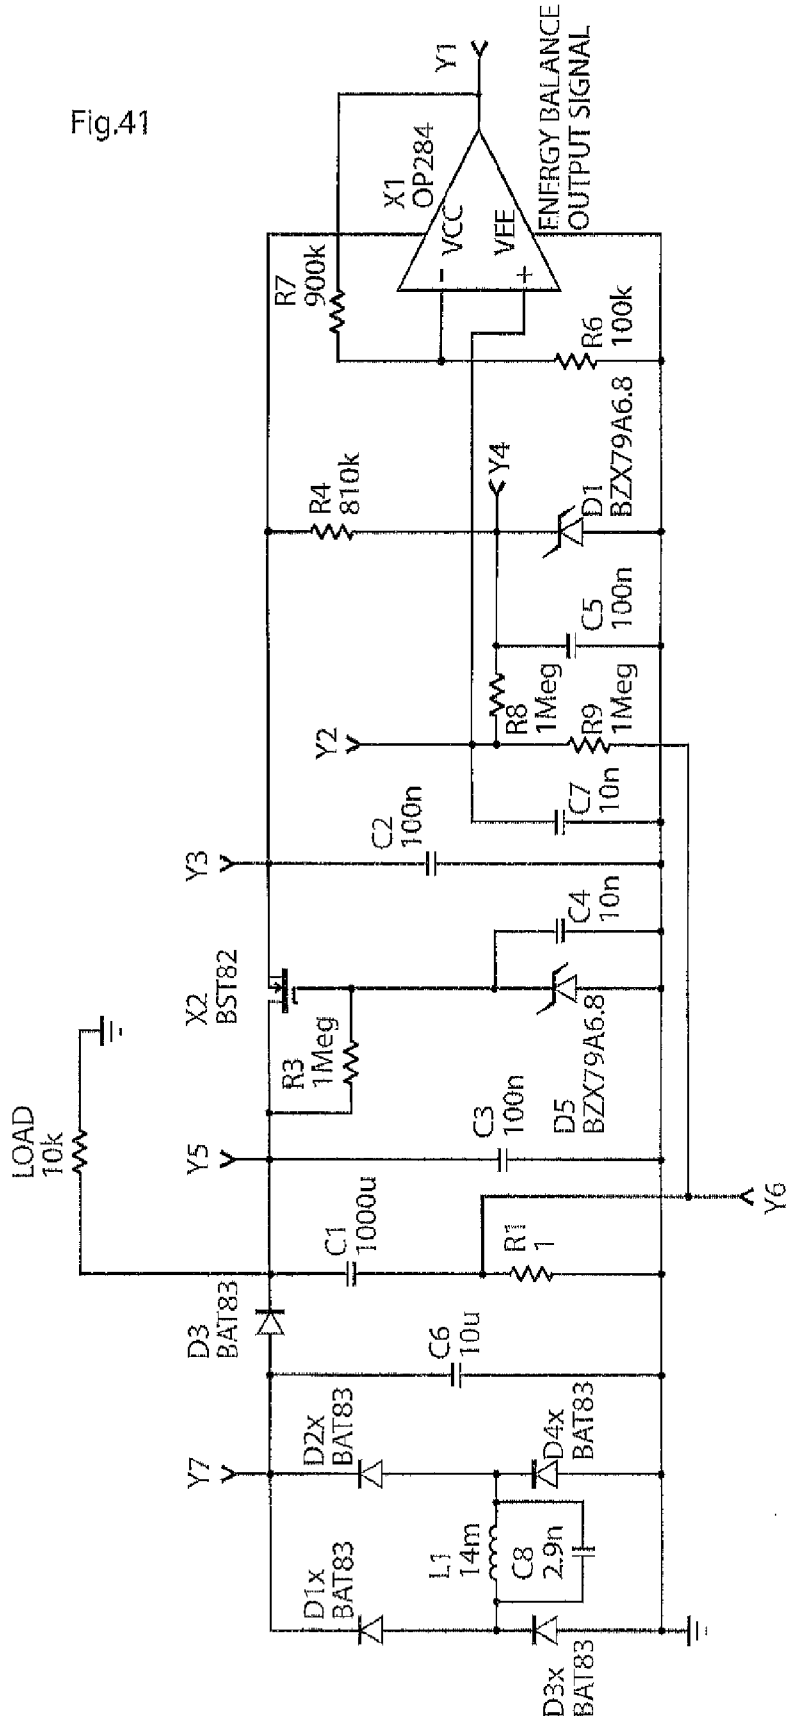 Fig.41
LOAD
10k
D1x
BAT83
D3x
BAT83
L1
14m
C8
2.9n
Y7
D2x
BAT83
D4x
BAT83
C6
10u
D3
BAT83
C1
1000u
R1
1
Y5
C3
100n
Y6
R3
1Meg
X2
BST82
D5
BZX79A6.8
C4
10n
Y3
C2
100n
C7
10n
Y2
R8
1Meg
R9
1Meg
C5
100n
R4
810k
Y4
D1
BZX79A6.8
R7
900k
R6
100k
X1
OP284
VCC
VEE
-
+
Y1
ENERGY BALANCE
OUTPUT SIGNAL